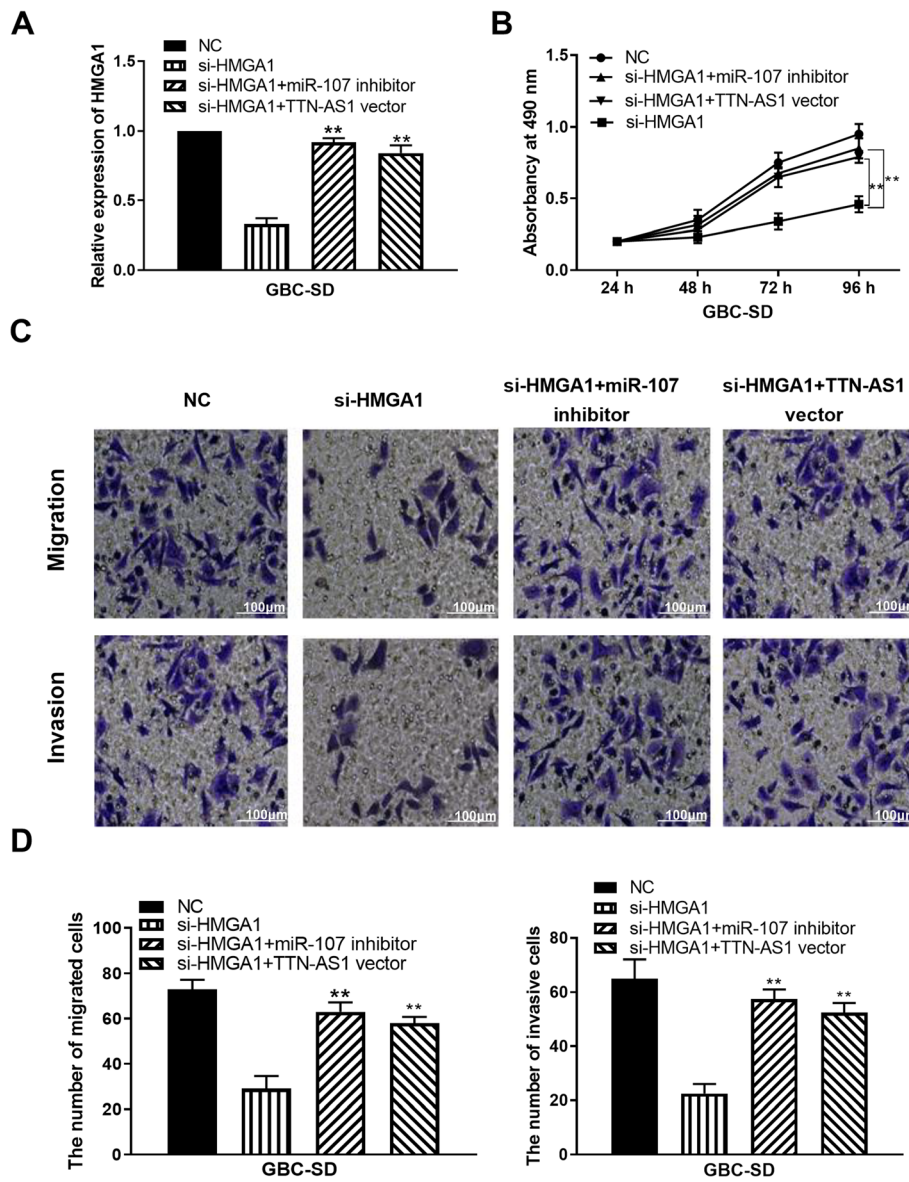 A
NC
si-HMGA1
si-HMGA1+miR-107 inhibitor
si-HMGA1+TTN-AS1 vector
Relative expression of HMGA1
1.5
1.0
0.5
0.0
**
**
GBC-SD
B
NC
si-HMGA1+miR-107 inhibitor
si-HMGA1+TTN-AS1 vector
si-HMGA1
Absorbancy at 490 nm
1.5
1.0
0.5
0.0
**
**
24 h 48 h 72 h 96 h
GBC-SD
C
NC
si-HMGA1
si-HMGA1+miR-107
inhibitor
si-HMGA1+TTN-AS1
vector
Migration
100μm
100μm
100μm
100μm
Invasion
100μm
100μm
100μm
100μm
D
NC
si-HMGA1
si-HMGA1+miR-107 inhibitor
si-HMGA1+TTN-AS1 vector
The number of migrated cells
100
80
60
40
20
0
**
**
GBC-SD
NC
si-HMGA1
si-HMGA1+miR-107 inhibitor
si-HMGA1+TTN-AS1 vector
The number of invasive cells
80
60
40
20
0
**
**
GBC-SD